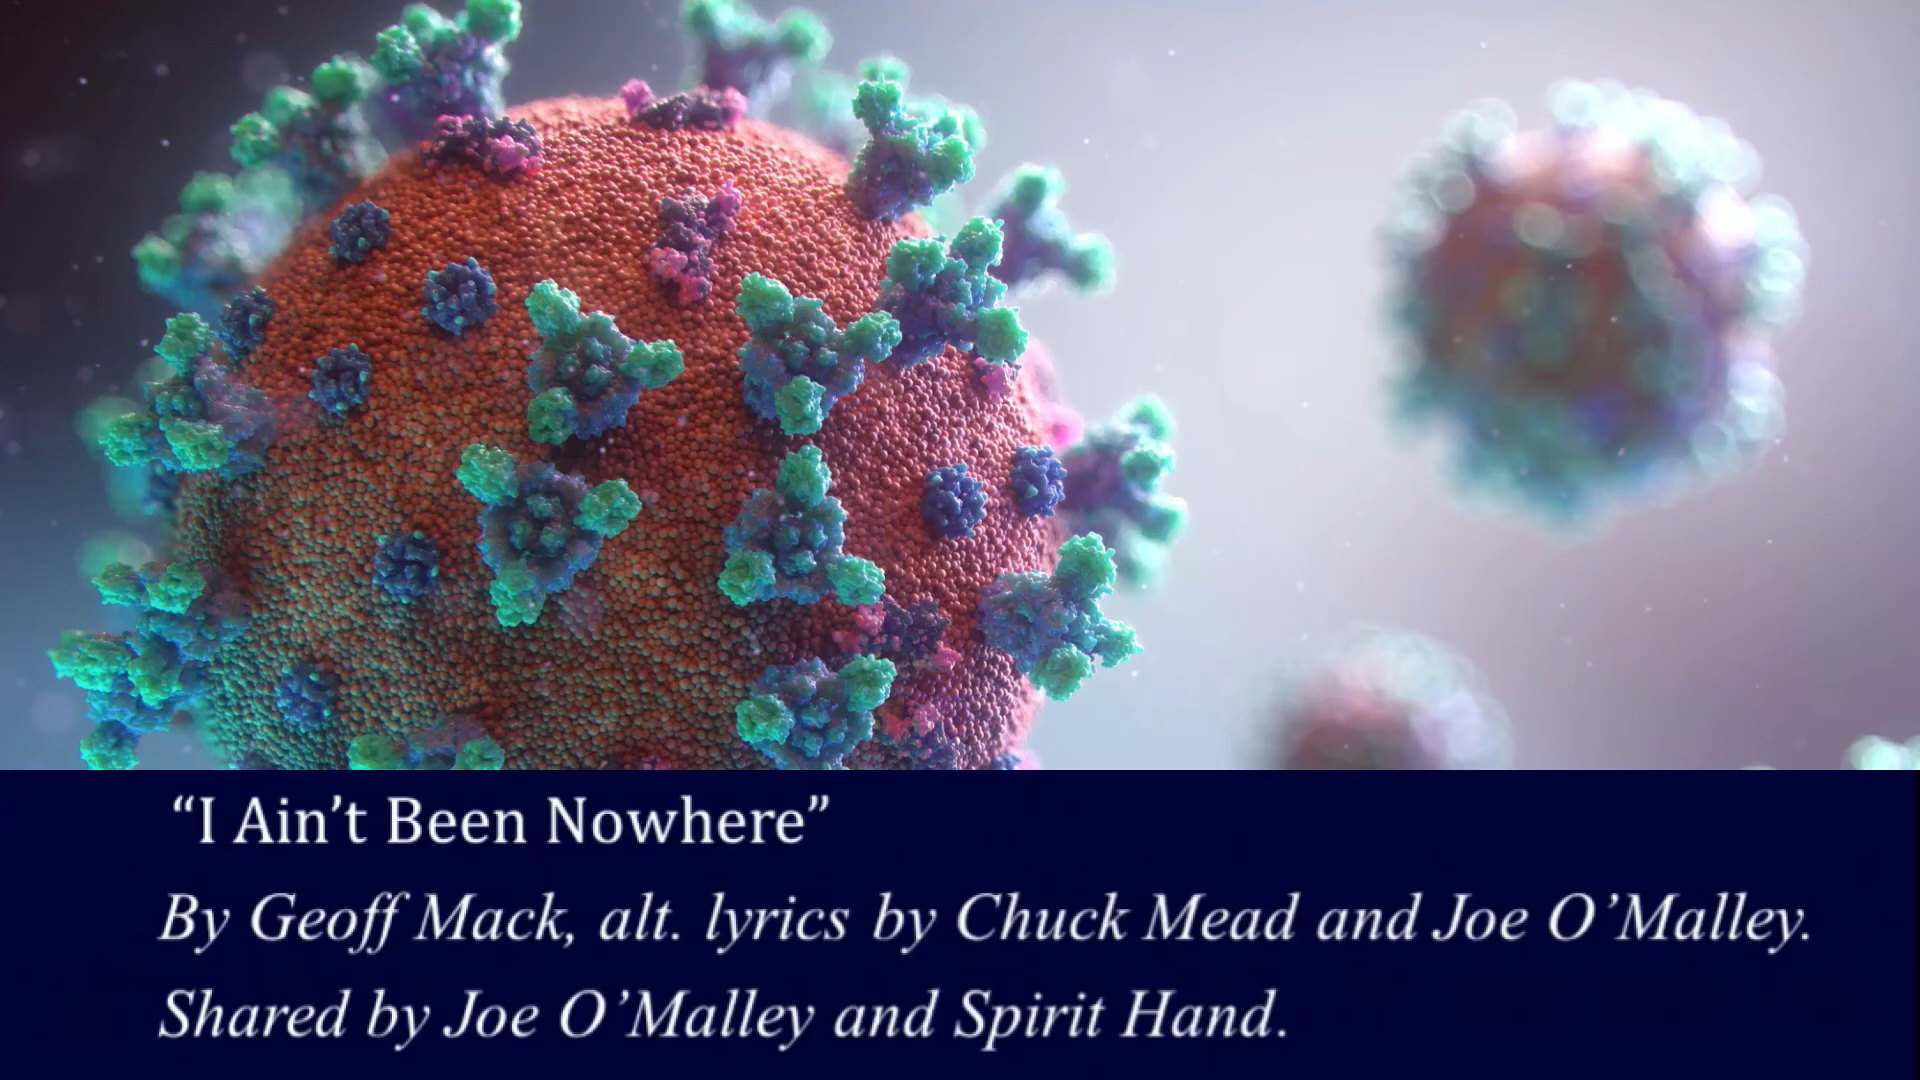 “I Ain’t Been Nowhere”
By Geoff Mack, alt. lyrics by Chuck Mead and Joe O’Malley.
Shared by Joe O’Malley and Spirit Hand.